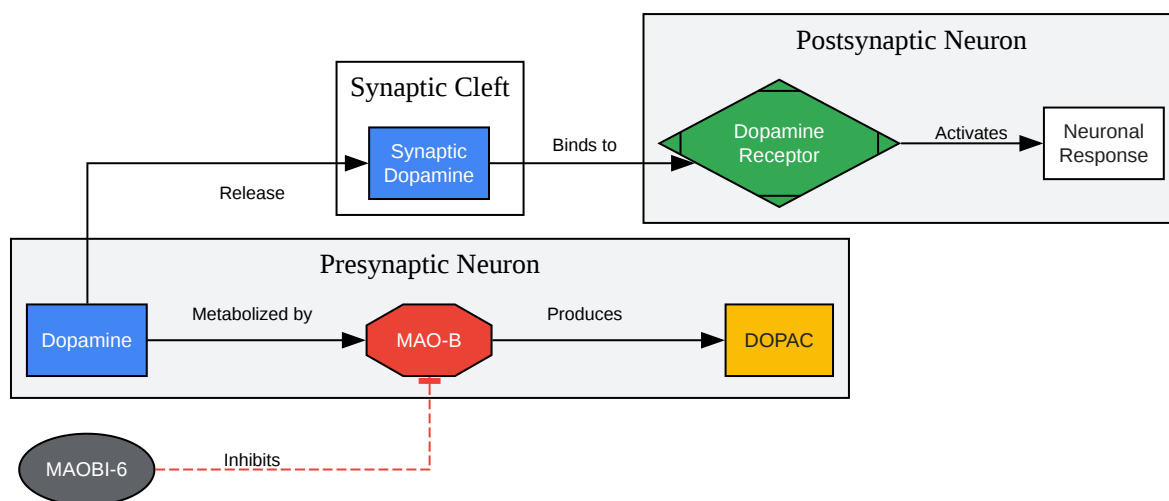 Postsynaptic Neuron
Synaptic Cleft
Synaptic
Dopamine
Binds to
Dopamine
Receptor
Activates
Neuronal
Response
Release
Presynaptic Neuron
Dopamine
Metabolized by
MAO-B
Produces
DOPAC
MAOBI-6
Inhibits